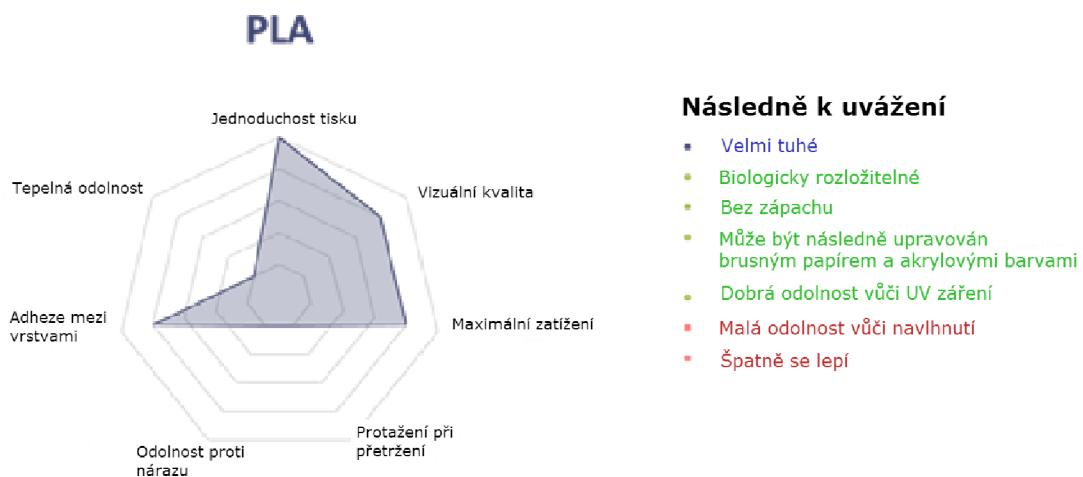 PLA
Jednoduchost tisku
Tepelná odolnost
Vizuální kvalita
Adheze mezi
vrstvami
Maximální zatížení
Odolnost proti
nárazu
Protažení při
přetržení
Následně k uvážení
Velmi tuhé
Biologicky rozložitelné
Bez zápachu
Může být následně upravován
brusným papírem a akrylovými barvami
Dobrá odolnost vůči UV záření
Malá odolnost vůči navlhnutí
Špatně se lepí